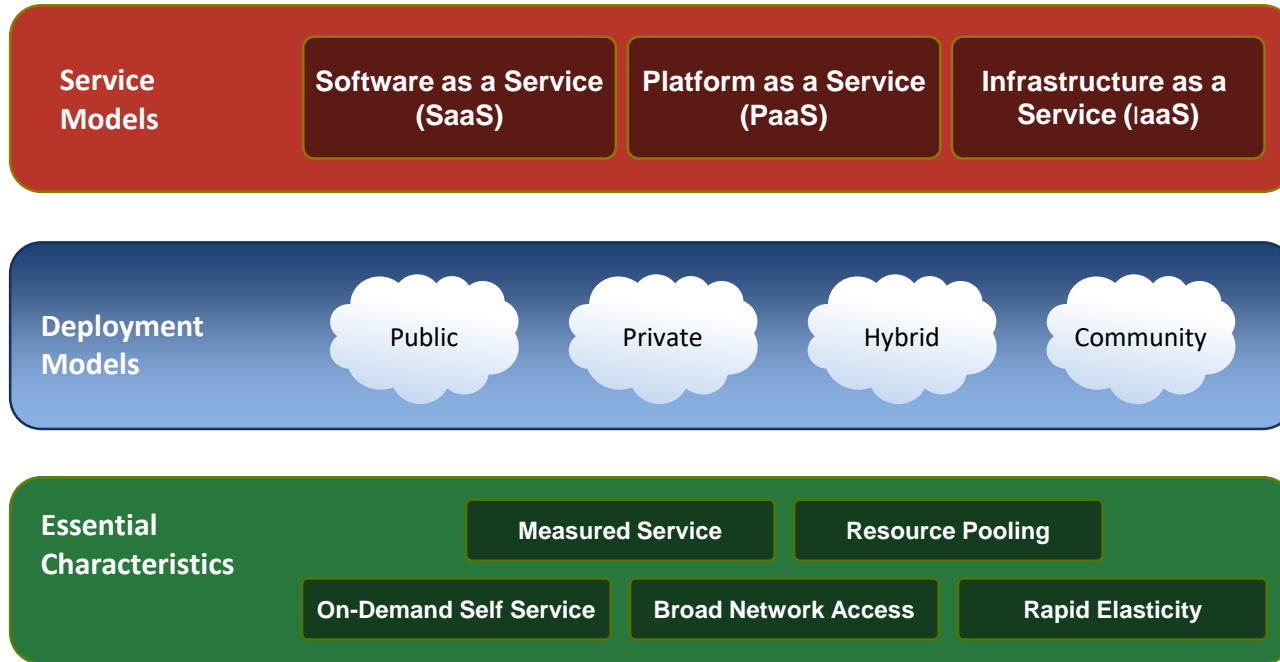 Service
Models
Software as a Service
(SaaS)
Platform as a Service
(PaaS)
Infrastructure as a
Service (IaaS)
Deployment
Models
Public
Private
Hybrid
Community
Essential
Characteristics
Measured Service
Resource Pooling
On-Demand Self Service
Broad Network Access
Rapid Elasticity